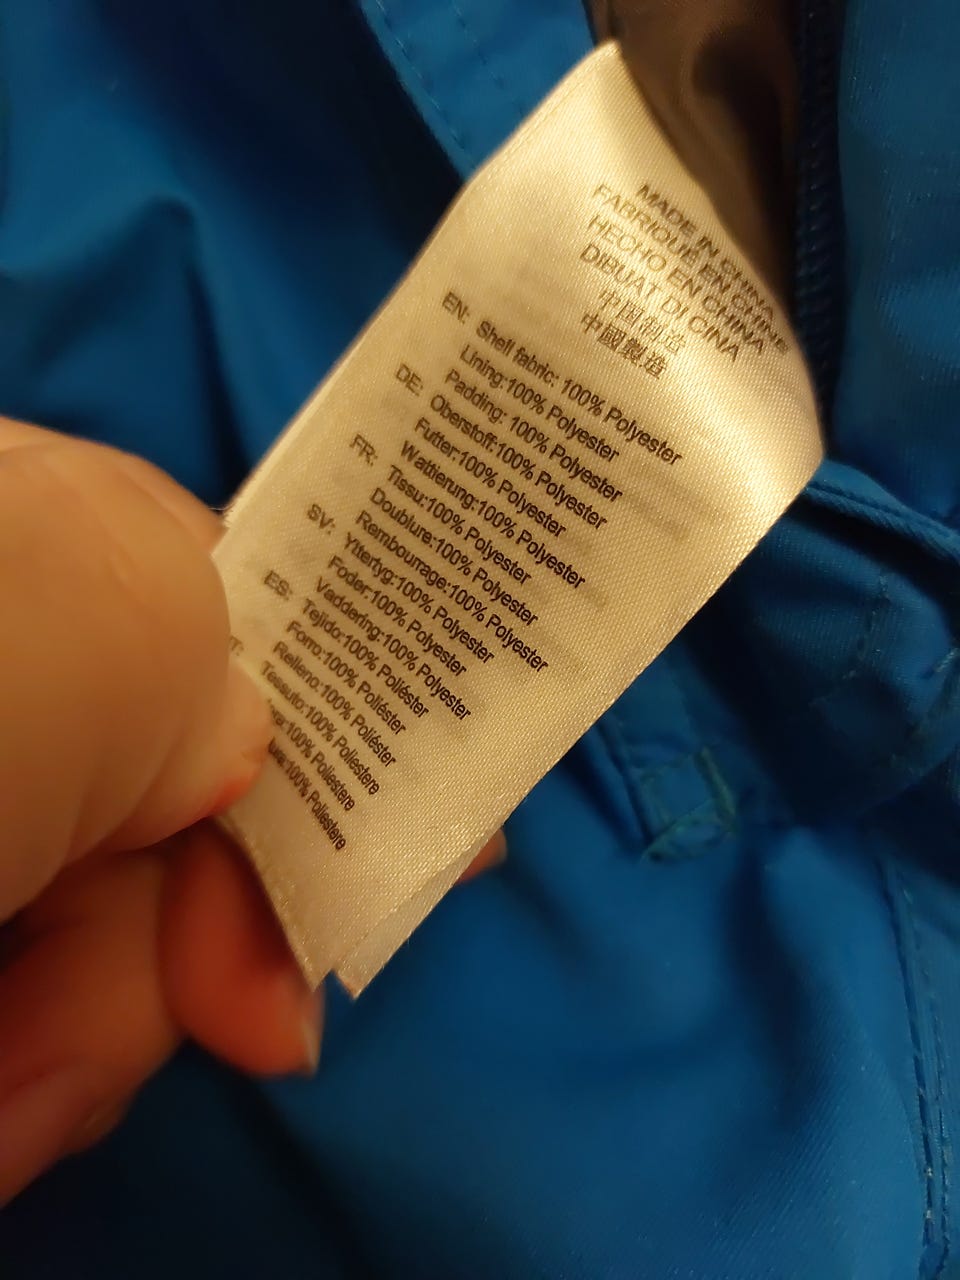 MADE IN CHINA
FABRIQUE EN CHINE
HECHO EN CHINA
DIBUAT DI CINA
中国制造
中國製造
EN: Shell fabric: 100% Polyester
Lining:100% Polyester
Padding: 100% Polyester
DE: Oberstoff:100% Polyester
Futter:100% Polyester
Wattierung:100% Polyester
FR: Tissu:100% Polyester
Doublure:100% Polyester
Rembourrage:100% Polyester
SV: Yttertyg:100% Polyester
Foder:100% Polyester
Vaddering:100% Polyester
ES: Tejido:100% Poliéster
Forro:100% Poliéster
Relleno:100% Poliéster
Tessuto:100% Poliestere
100% Poliestere
100% Poliestere